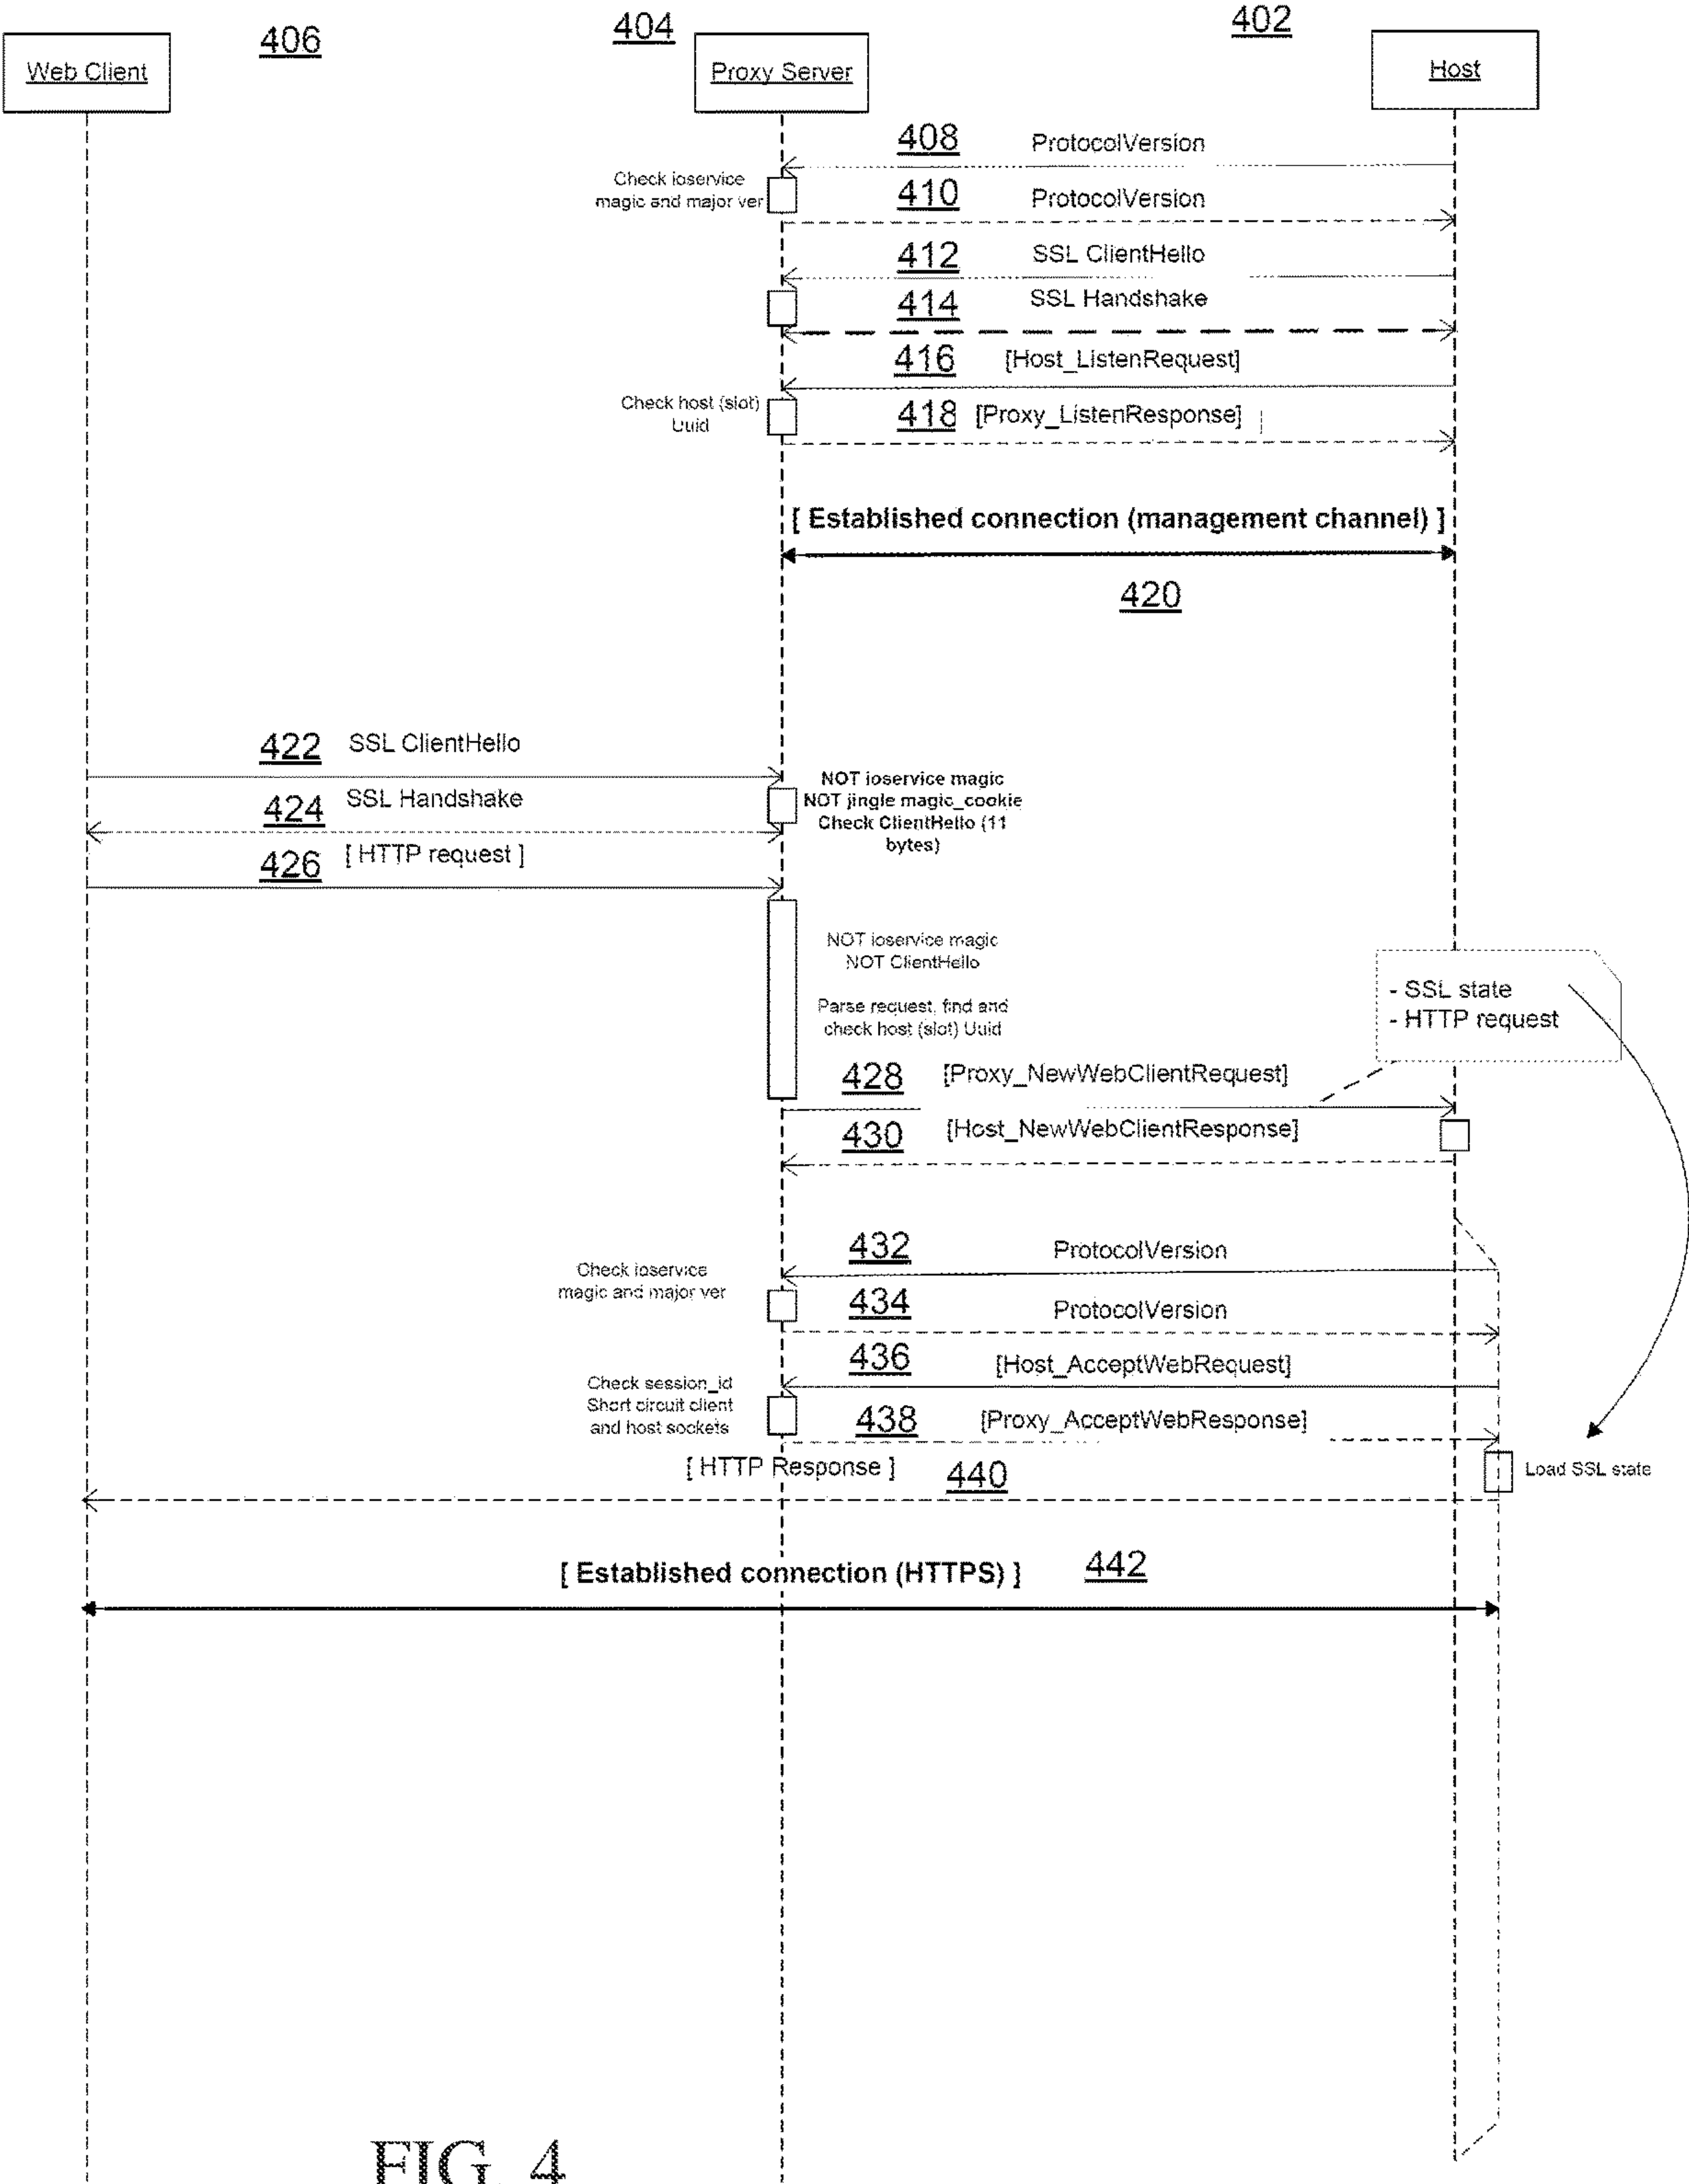 406
404
402
Web Client
Proxy Server
Host
408 ProtocolVersion
Check ioservice
magic and major ver
410 ProtocolVersion
412 SSL ClientHello
414 SSL Handshake
416 [Host_ListenRequest]
Check host (slot)
Uuid
418 [Proxy_ListenResponse]
[ Established connection (management channel) ]
420
422 SSL ClientHello
424 SSL Handshake
NOT ioservice magic
NOT jingle magic_cookie
Check ClientHello (11
bytes)
426 [ HTTP request ]
NOT ioservice magic
NOT ClientHello
Parse request, find and
check host (slot) Uuid
- SSL state
- HTTP request
428 [Proxy_NewWebClientRequest]
430 [Host_NewWebClientResponse]
432 ProtocolVersion
Check ioservice
magic and major ver
434 ProtocolVersion
436 [Host_AcceptWebRequest]
Check session_id
Short circuit client
and host sockets
438 [Proxy_AcceptWebResponse]
[ HTTP Response ] 440
Load SSL state
[ Established connection (HTTPS) ] 442
FIG. 4